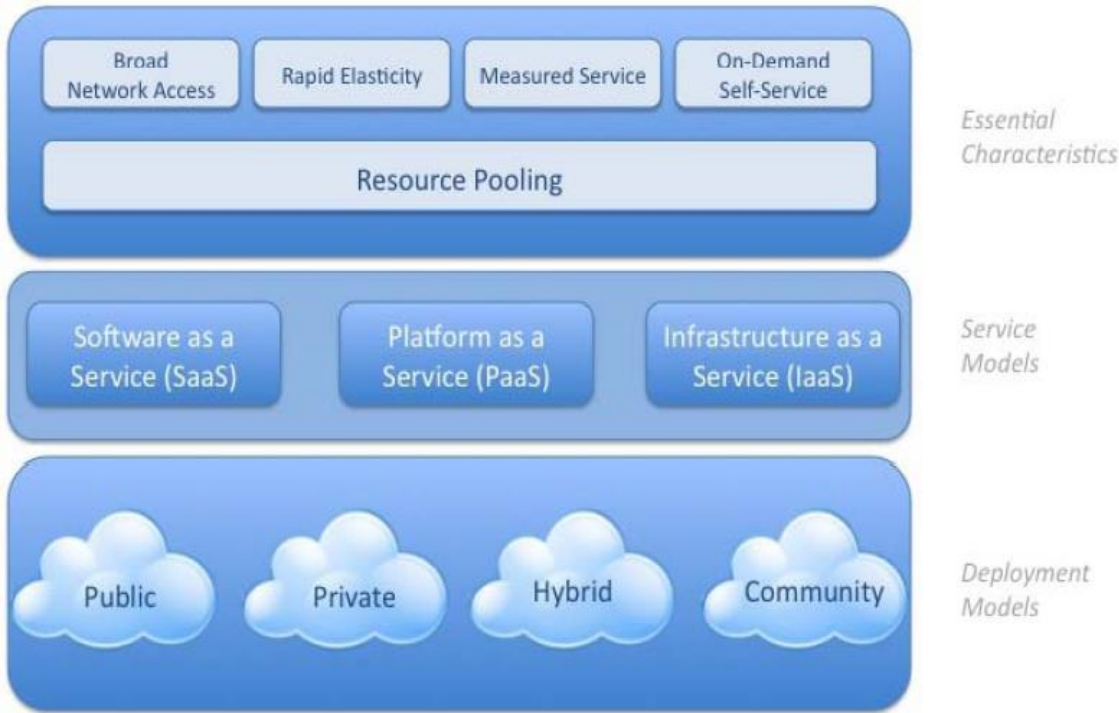 Broad
Network Access
Rapid Elasticity
Measured Service
On-Demand
Self-Service
Resource Pooling
Essential
Characteristics
Software as a
Service (SaaS)
Platform as a
Service (PaaS)
Infrastructure as a
Service (IaaS)
Service
Models
Public
Private
Hybrid
Community
Deployment
Models